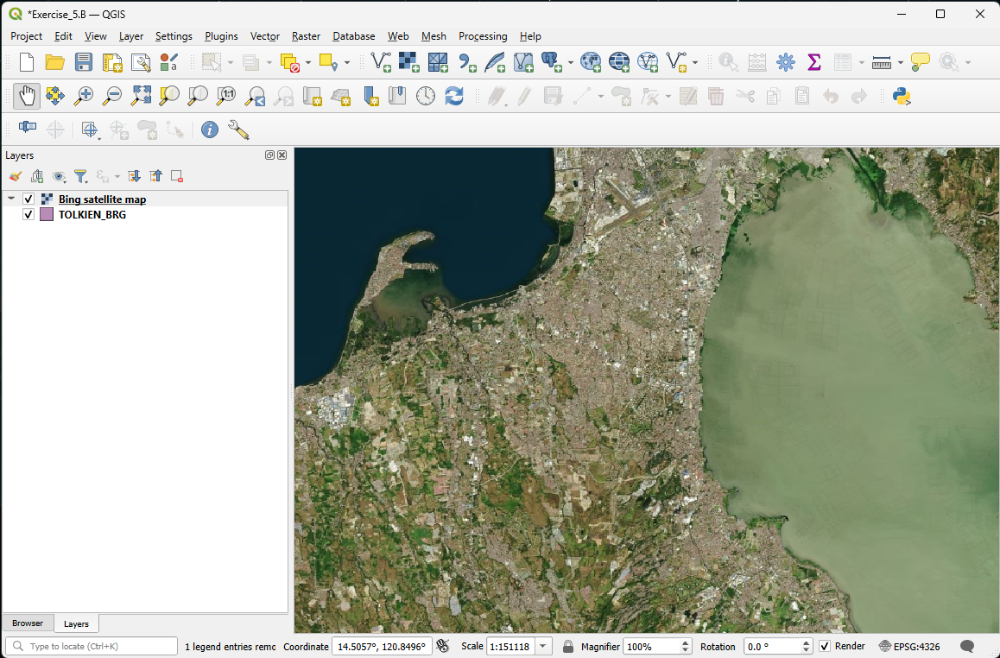 *Exercise_5.B — QGIS
Project Edit View Layer Settings Plugins Vector Raster Database Web Mesh Processing Help
1:1
Layers
Bing satellite map
TOLKIEN_BRG
Browser Layers
Type to locate (Ctrl+K) 1 legend entries remo Coordinate 14.5057°, 120.8496° Scale 1:151118 Magnifier 100% Rotation 0.0 ° Render EPSG:4326